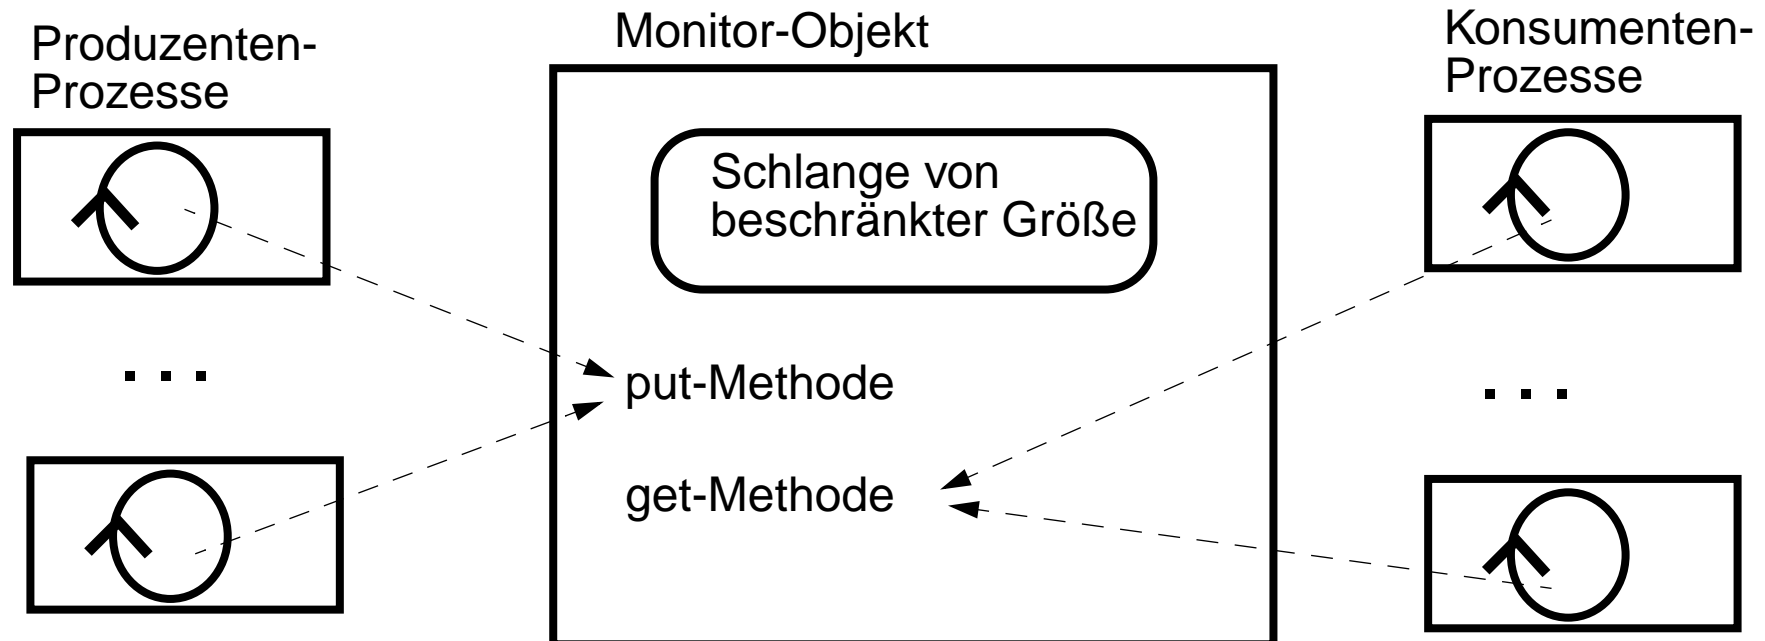 Produzenten-
Prozesse
Monitor-Objekt
Konsumenten-
Prozesse
Schlange von
beschränkter Größe
. . .
put-Methode
. . .
get-Methode